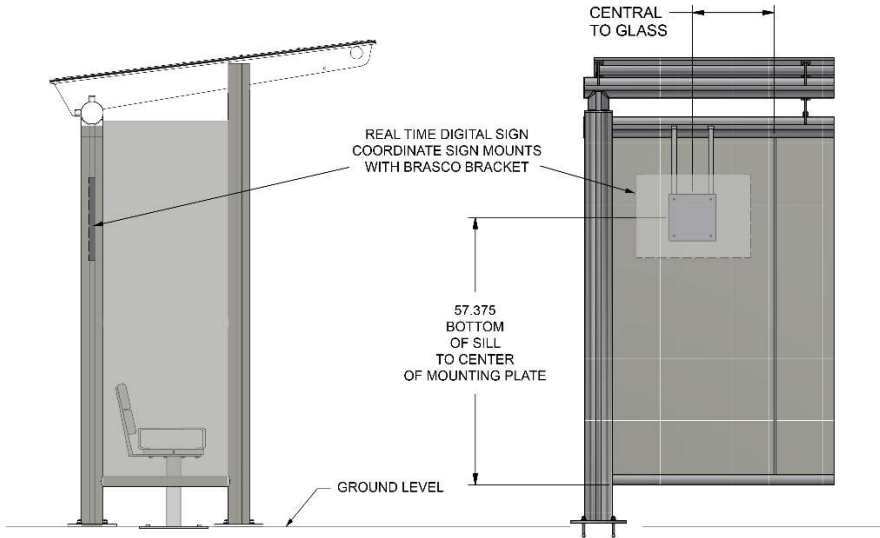 CENTRAL
TO GLASS
REAL TIME DIGITAL SIGN
COORDINATE SIGN MOUNTS
WITH BRASCO BRACKET
57.375
BOTTOM
OF SILL
TO CENTER
OF MOUNTING PLATE
GROUND LEVEL